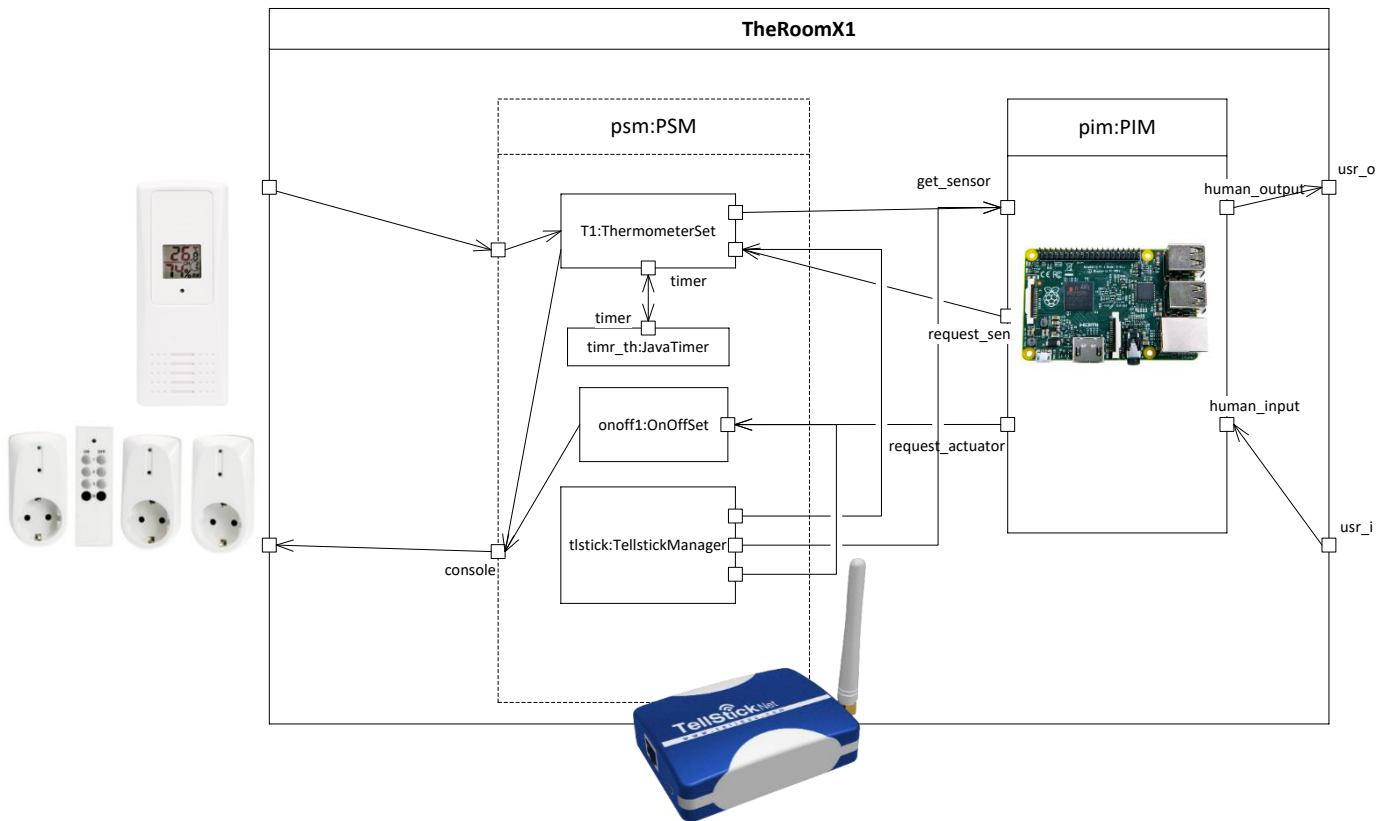 TheRoomX1
psm:PSM
pim:PIM
usr_o
get_sensor
human_output
T1:ThermometerSet
26.
74%
timer
timer
request_sen
timr_th:JavaTimer
human_input
onoff1:OnOffSet
request_actuator
usr_i
tlstick:TellstickManager
console
TellStick Net